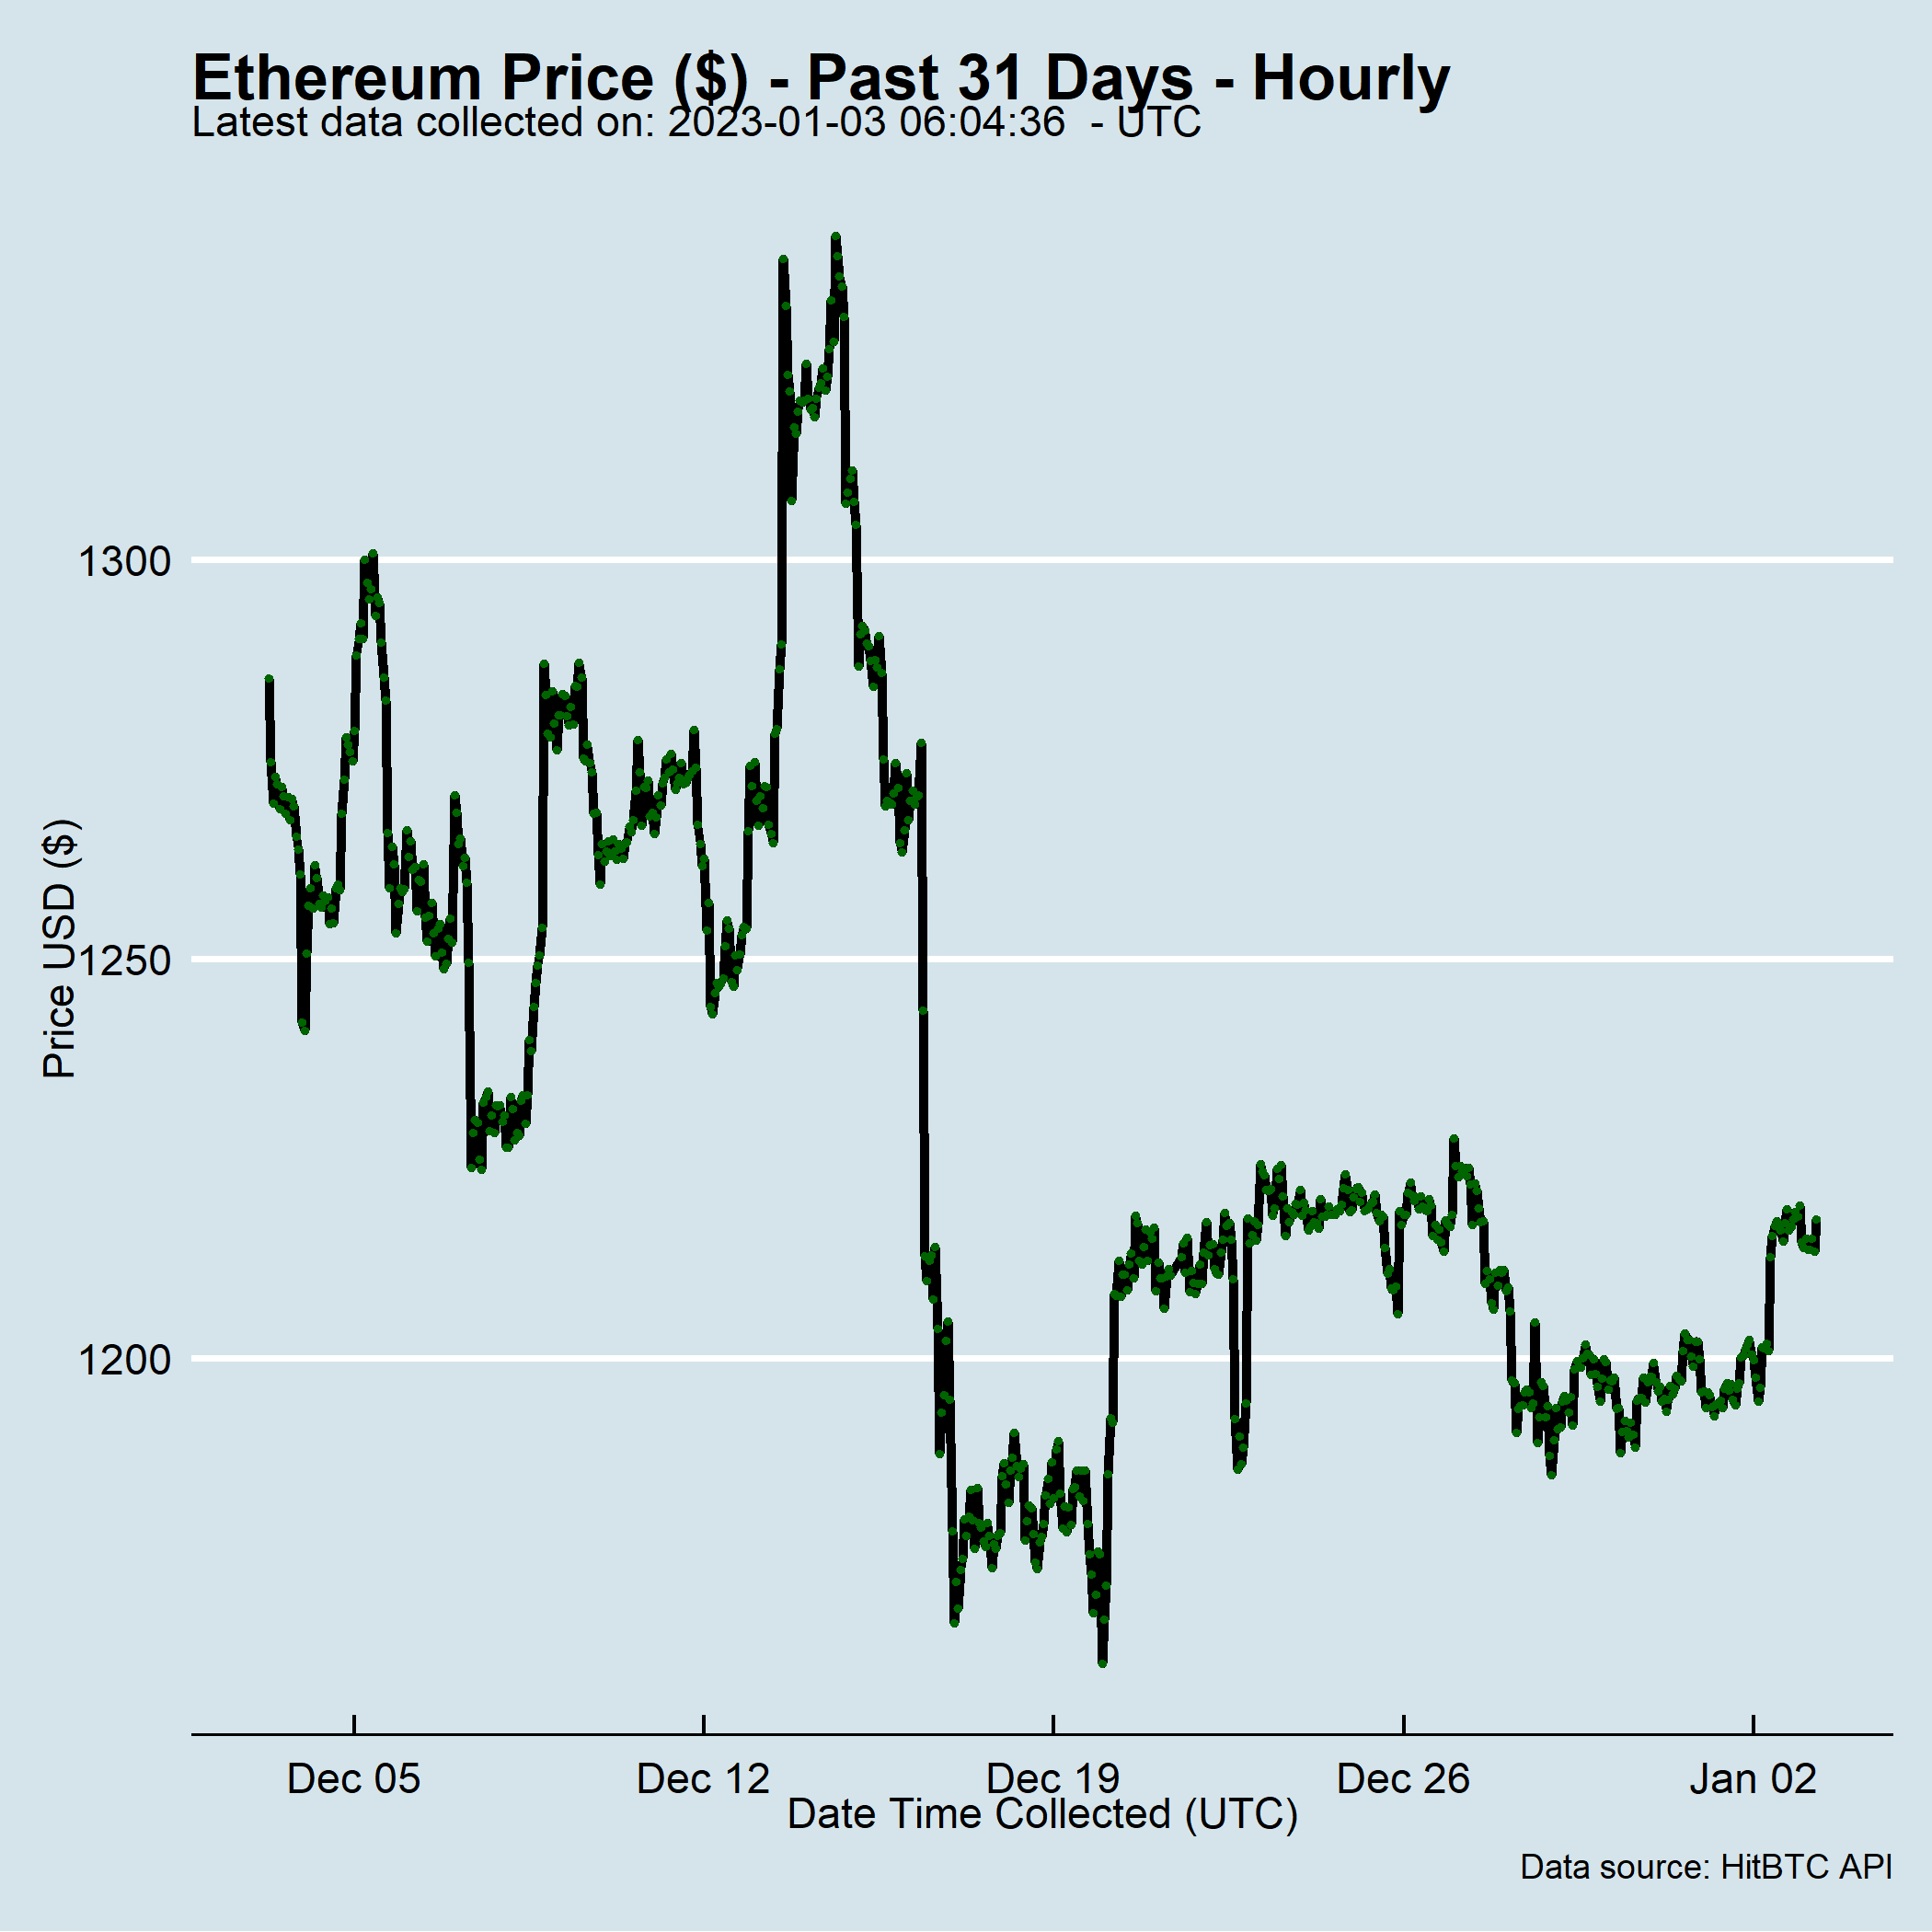 Ethereum Price ($) - Past 31 Days - Hourly
Latest data collected on: 2023-01-03 06:04:36  - UTC
Price USD ($)
1300
1250
1200
Dec 05
Dec 12
Dec 19
Dec 26
Jan 02
Date Time Collected (UTC)
Data source: HitBTC API